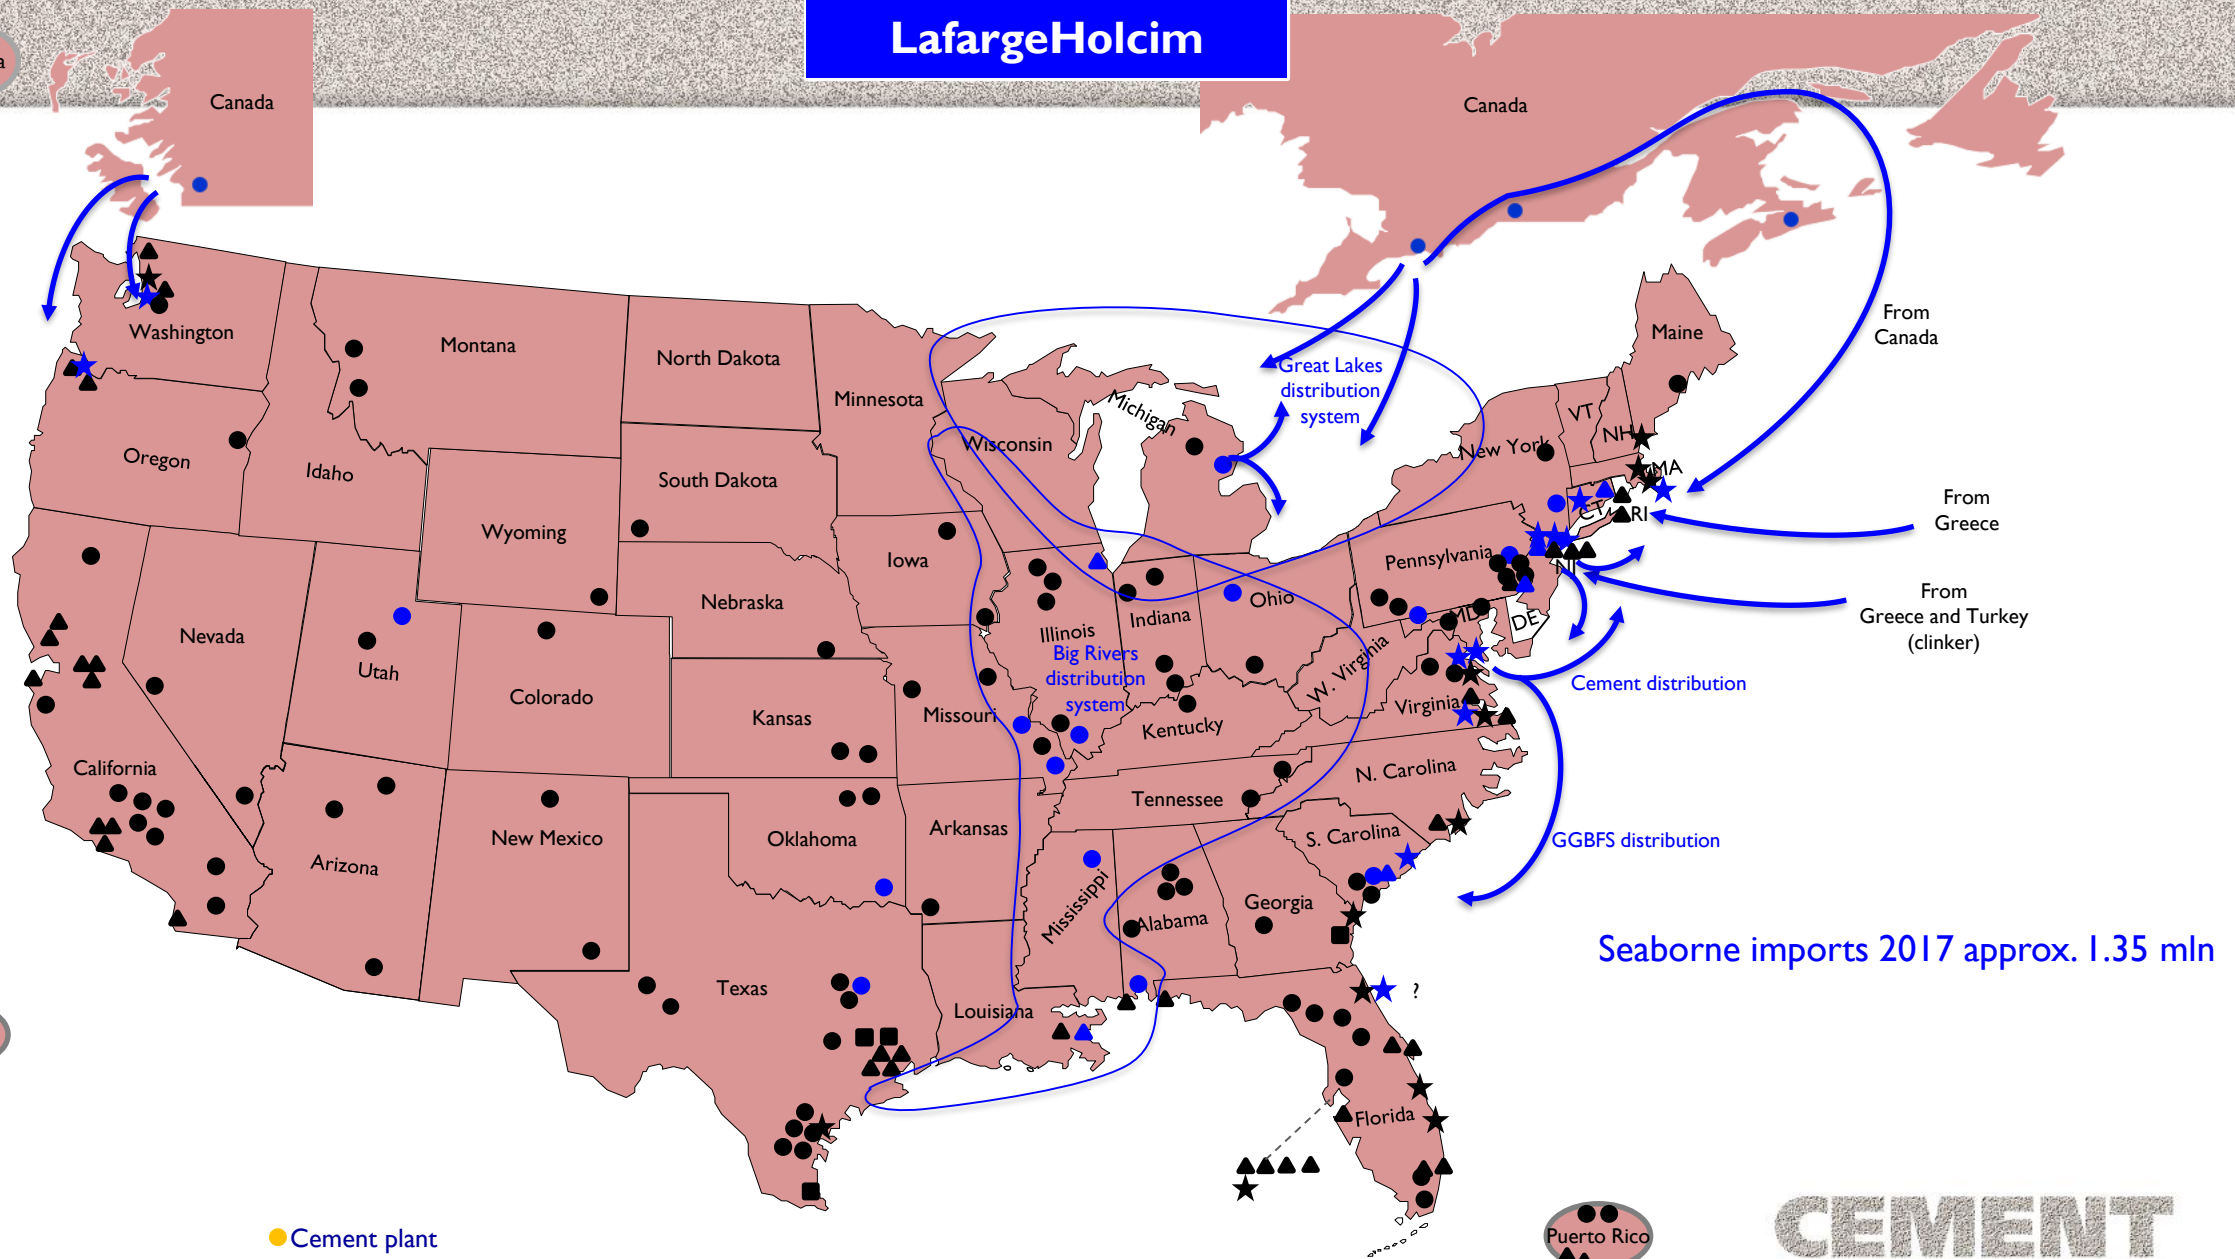 LafargeHolcim
a
Canada
Canada
Washington
Montana
North Dakota
Minnesota
Michigan
Great Lakes
distribution
system
Maine
From
Canada
VT
NH
New York
Wisconsin
MA
Oregon
Idaho
South Dakota
Wyoming
Iowa
CT
RI
From
Greece
Pennsylvania
NJ
Nebraska
Nevada
Utah
Illinois
Indiana
Ohio
MD
DE
From
Greece and Turkey
(clinker)
Big Rivers
distribution
system
W. Virginia
Cement distribution
Colorado
Kansas
Missouri
Kentucky
Virginia
California
N. Carolina
Tennessee
Arizona
New Mexico
Oklahoma
Arkansas
S. Carolina
GGBFS distribution
Mississippi
Alabama
Georgia
Seaborne imports 2017 approx. 1.35 mln
Texas
Louisiana
?
Florida
Cement plant
Puerto Rico
CEMENT